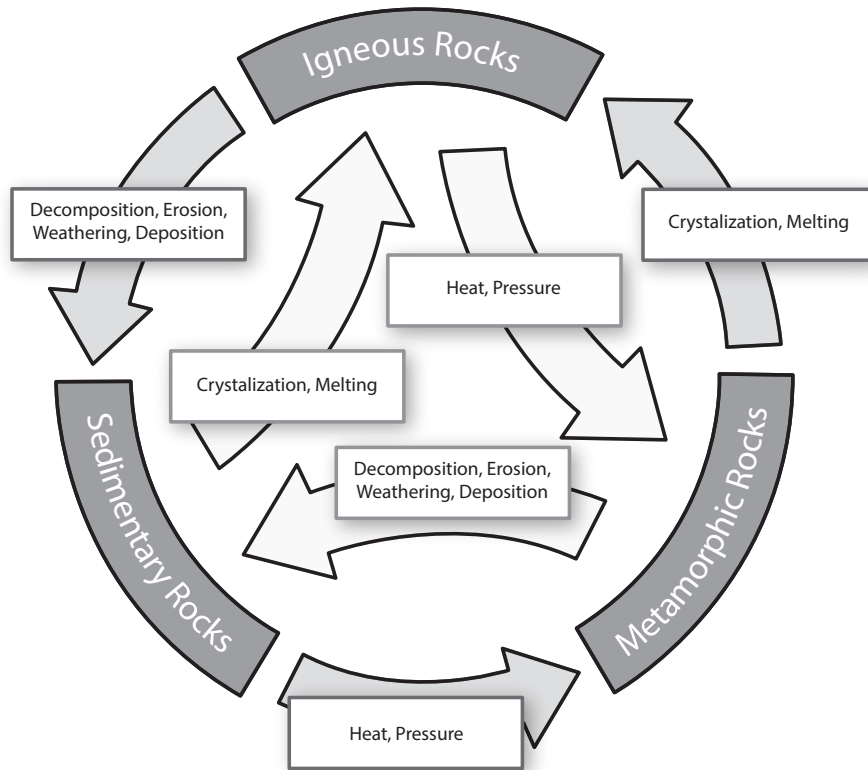 Igneous Rocks
Decomposition, Erosion,
Weathering, Deposition
Crystalization, Melting
Heat, Pressure
Crystalization, Melting
Decomposition, Erosion,
Weathering, Deposition
Sedimentary Rocks
Metamorphic Rocks
Heat, Pressure